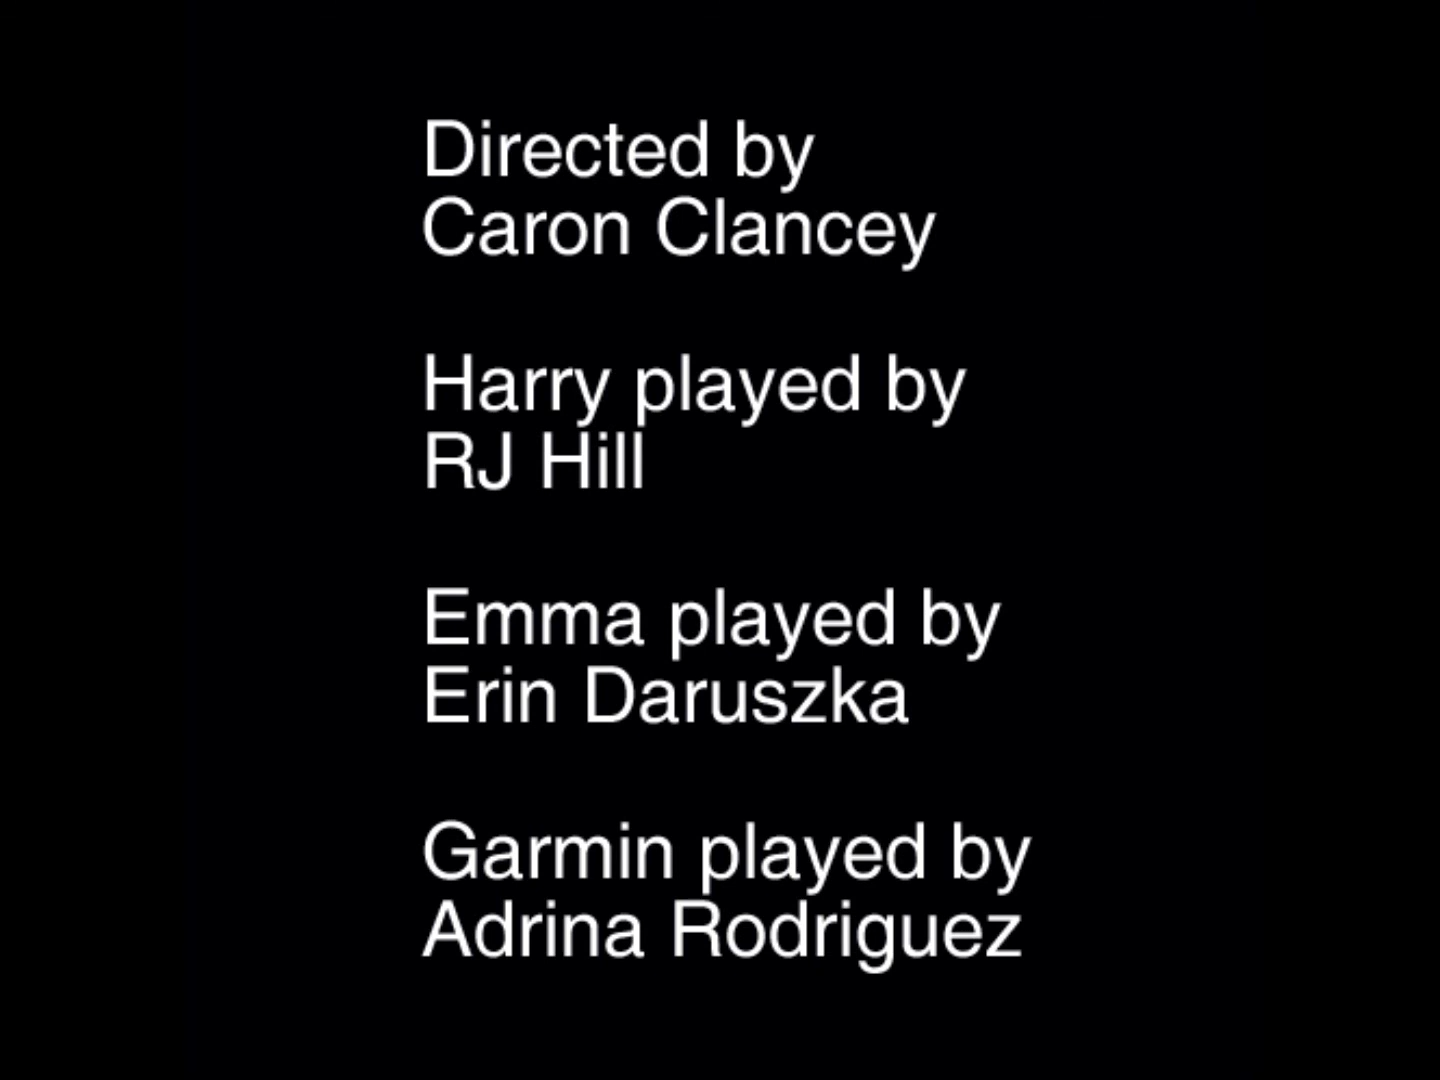 Directed by
Caron Clancey
Harry played by
RJ Hill
Emma played by
Erin Daruszka
Garmin played by
Adrina Rodriguez